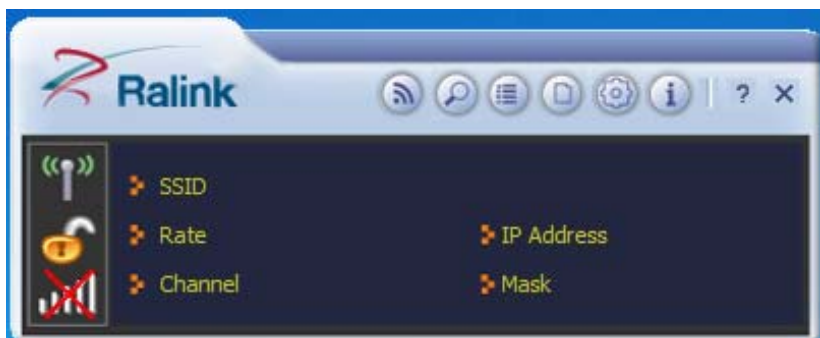 Ralink
i ? ×
SSID
Rate IP Address
Channel Mask